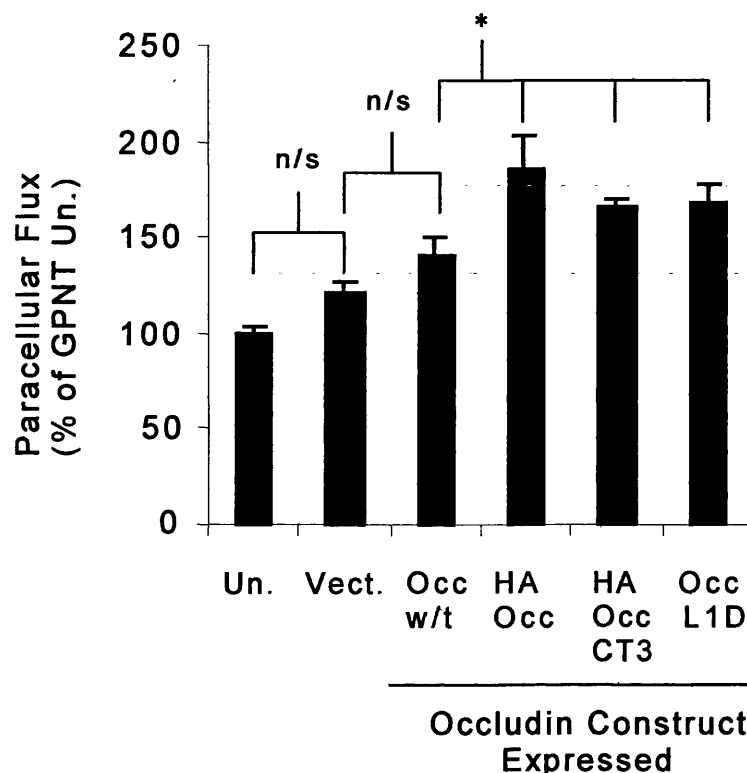 *
250
n/s
200
n/s
150
100
50
0
Paracellular Flux
(% of GPNT Un.)
Un. Vect. Occ HA HA Occ
w/t Occ Occ L1D
CT3
Occludin Construct
Expressed